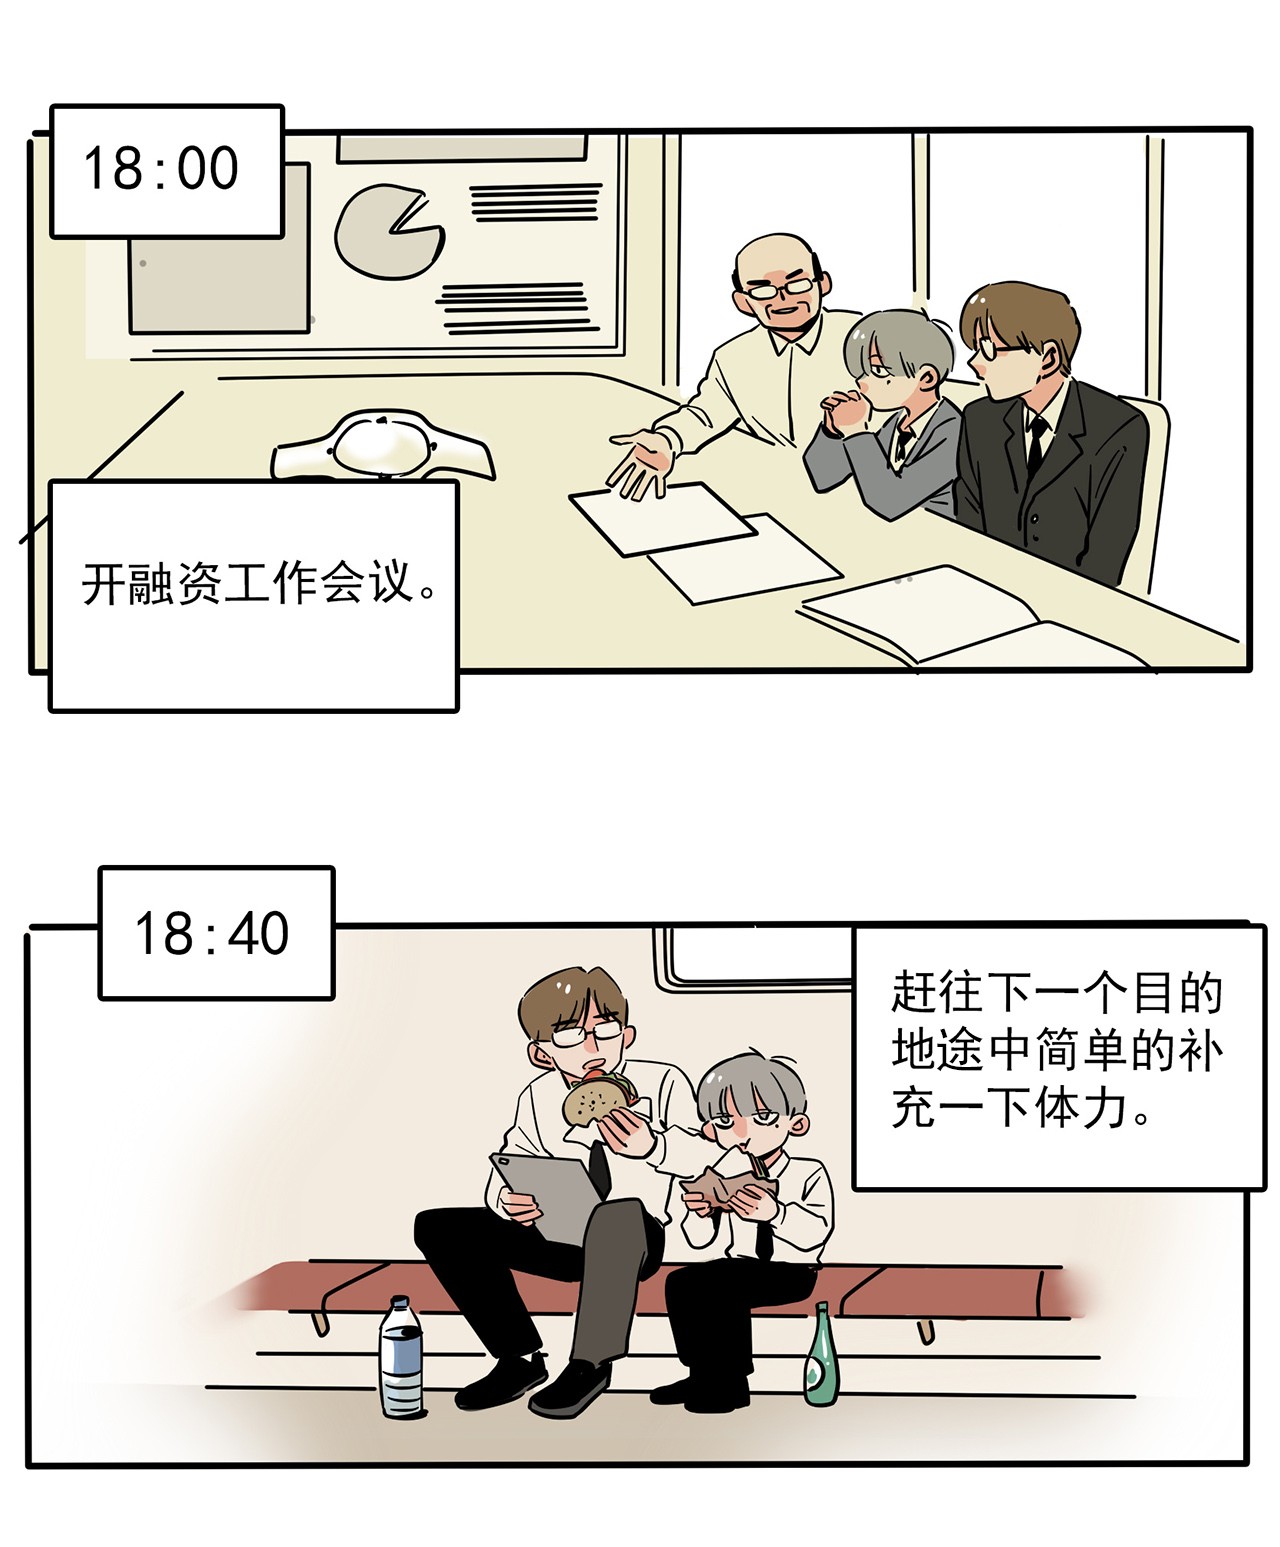 18:00
开融资工作会议。
18:40
赶往下一个目的
地途中简单的补
充一下体力。